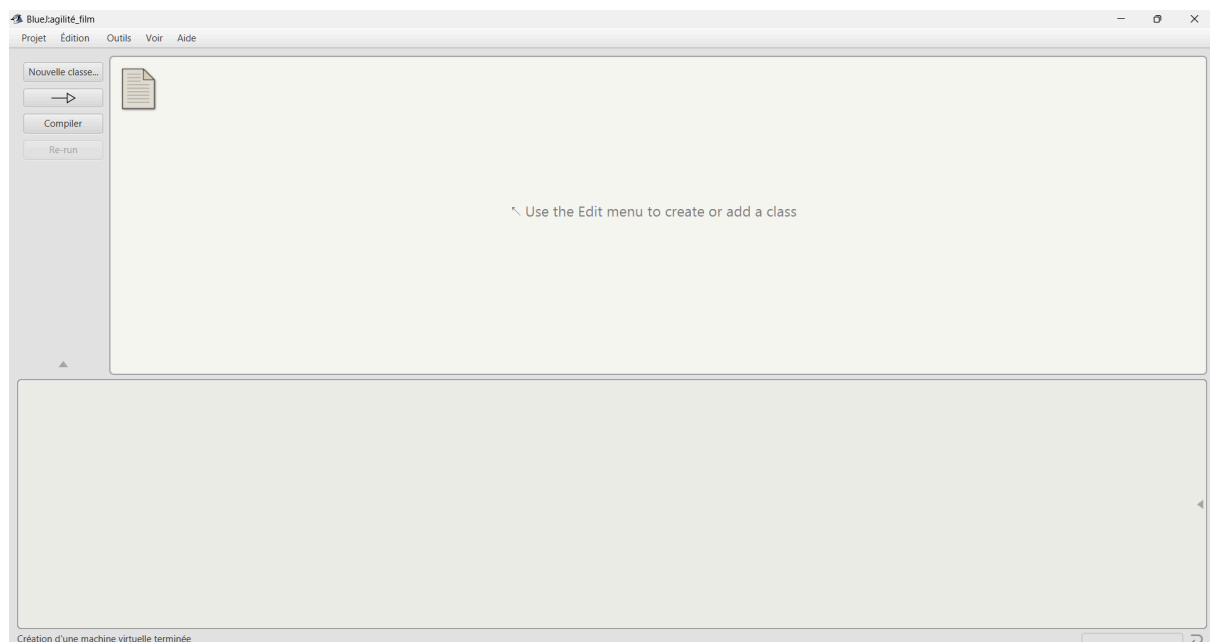 BlueJ:agilité_film
Projet Édition Outils Voir Aide
Nouvelle classe...
Compiler
Re-run
Use the Edit menu to create or add a class
Création d'une machine virtuelle terminée